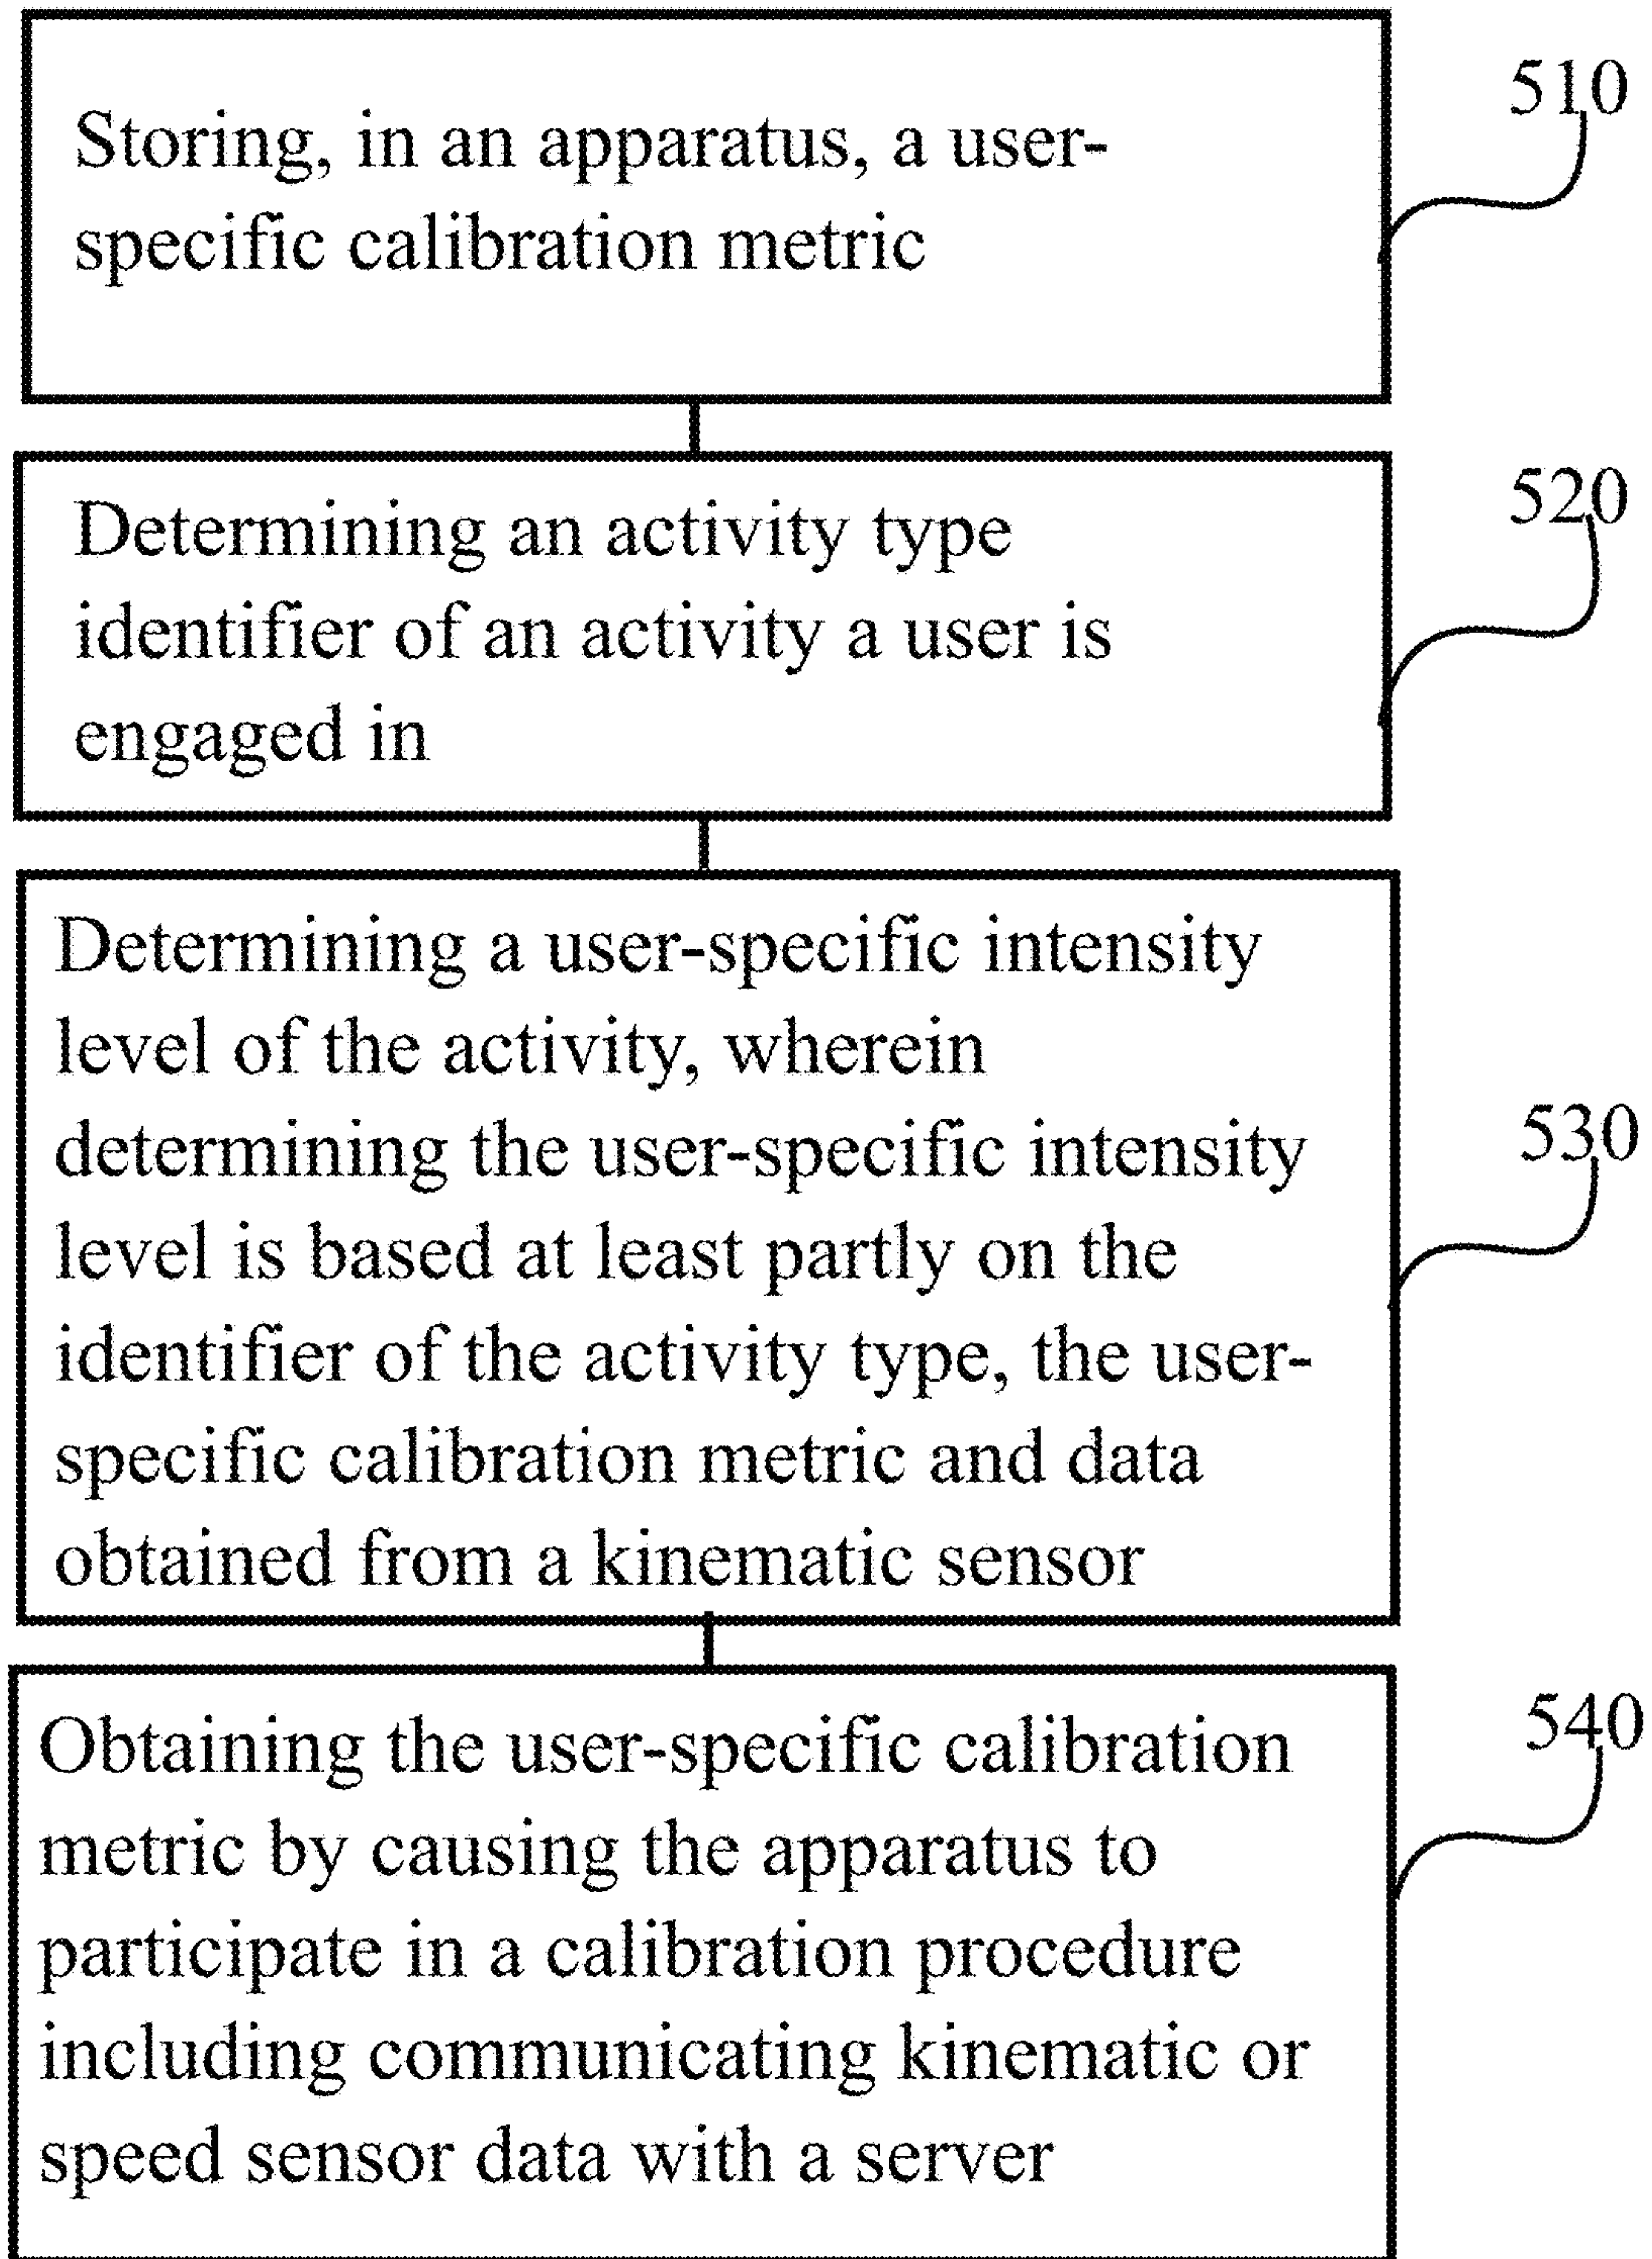 510
Storing, in an apparatus, a user-
specific calibration metric
520
Determining an activity type
identifier of an activity a user is
engaged in
Determining a user-specific intensity
level of the activity, wherein
determining the user-specific intensity
level is based at least partly on the
identifier of the activity type, the user-
specific calibration metric and data
obtained from a kinematic sensor
530
Obtaining the user-specific calibration
metric by causing the apparatus to
participate in a calibration procedure
including communicating kinematic or
speed sensor data with a server
540